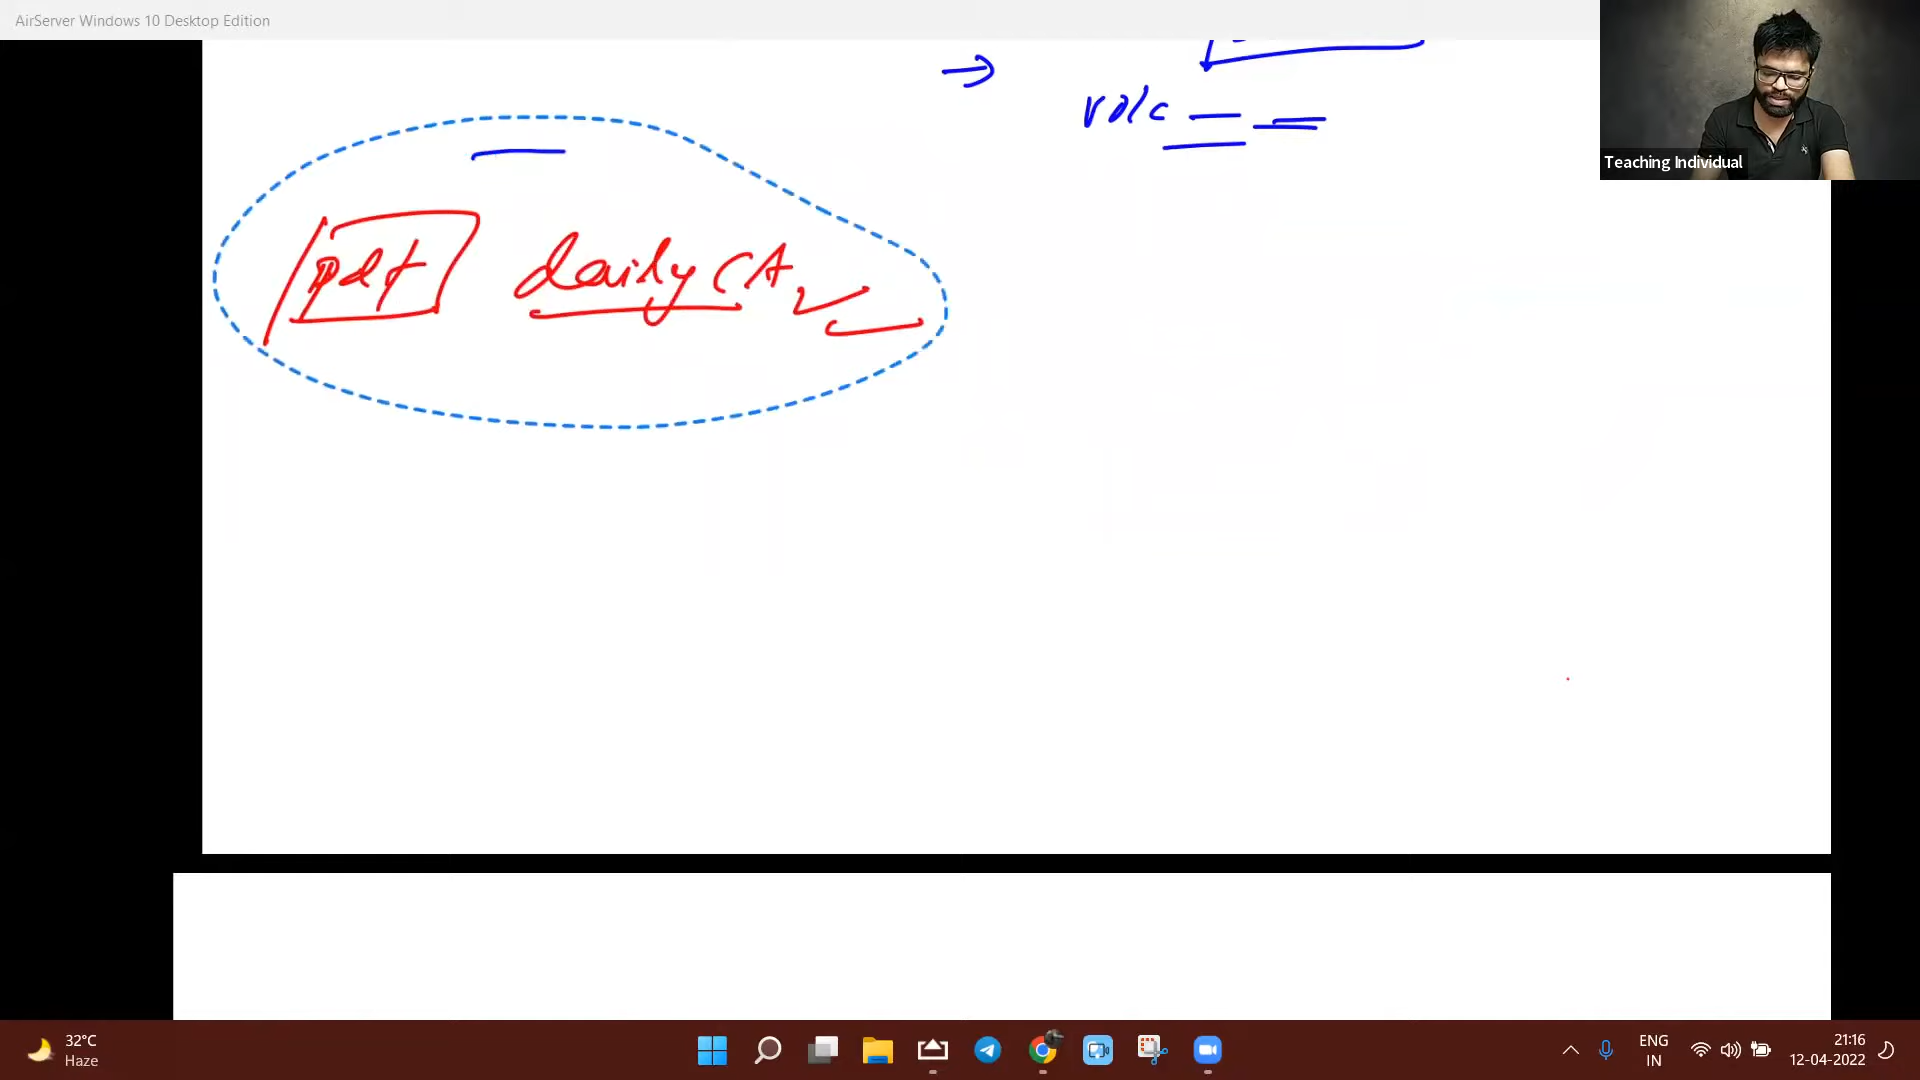 AirServer Windows 10 Desktop Edition
Teaching Individual
pdf daily CA
32°C
Haze
ENG
IN
21:16
12-04-2022